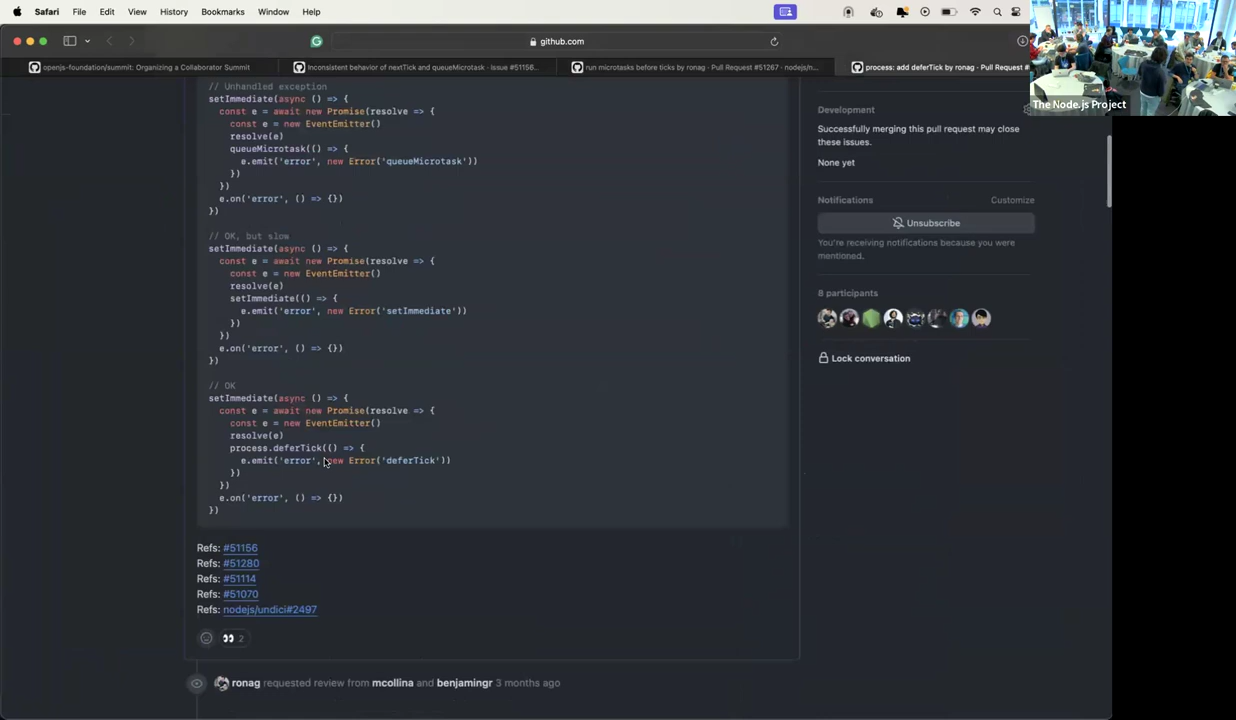 Safari File Edit View History Bookmarks Window Help
github.com
openjs-foundation/summit: Organizing a Collaborator Summit
Inconsistent behavior of nextTick and queueMicrotask · Issue #51156...
run microtasks before ticks by ronag · Pull Request #51267 · nodejs/n...
process: add deferTick by ronag · Pull Request #
The Node.js Project
// Unhandled exception
setImmediate(async () => {
  const e = await new Promise(resolve => {
    const e = new EventEmitter()
    resolve(e)
    queueMicrotask(() => {
      e.emit('error', new Error('queueMicrotask'))
    })
  })
  e.on('error', () => {})
})
// OK, but slow
setImmediate(async () => {
  const e = await new Promise(resolve => {
    const e = new EventEmitter()
    resolve(e)
    setImmediate(() => {
      e.emit('error', new Error('setImmediate'))
    })
  })
  e.on('error', () => {})
})
// OK
setImmediate(async () => {
  const e = await new Promise(resolve => {
    const e = new EventEmitter()
    resolve(e)
    process.deferTick(() => {
      e.emit('error', new Error('deferTick'))
    })
  })
  e.on('error', () => {})
})
Refs: #51156
Refs: #51280
Refs: #51114
Refs: #51070
Refs: nodejs/undici#2497
👀 2
ronag requested review from mcollina and benjamingr 3 months ago
Development
Successfully merging this pull request may close
these issues.
None yet
Notifications Customize
Unsubscribe
You're receiving notifications because you were
mentioned.
8 participants
Lock conversation